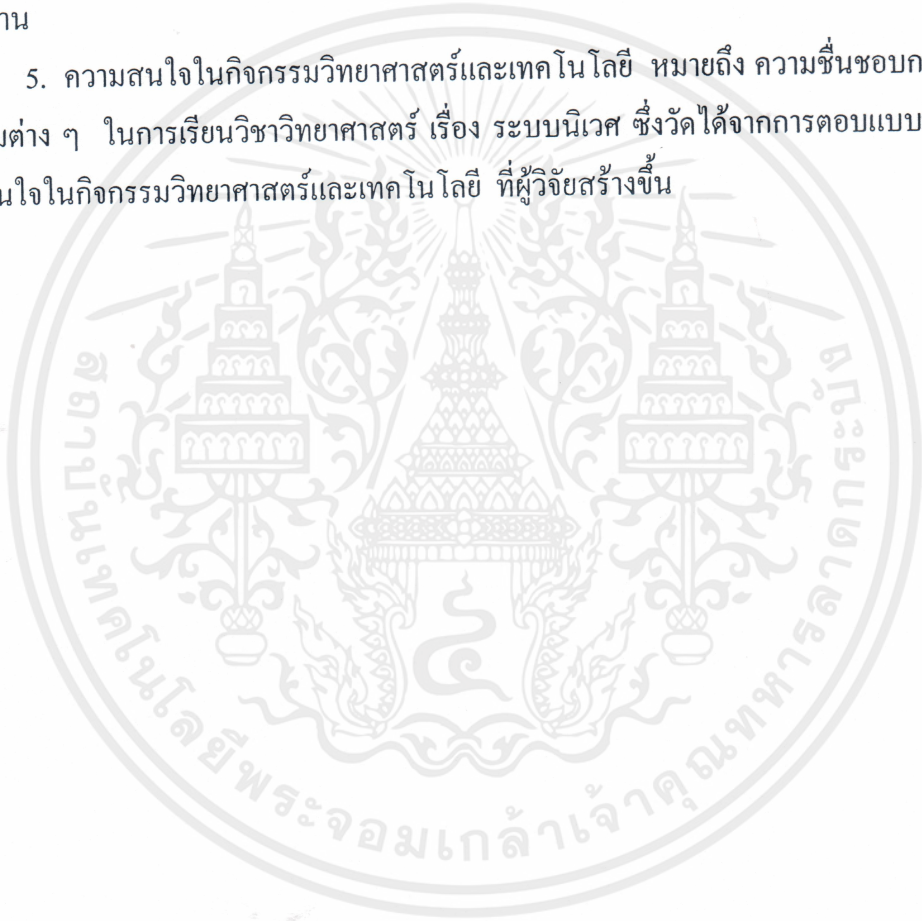 าน
5. ความสนใจในกิจกรรมวิทยาศาสตร์และเทคโนโลยี หมายถึง ความชื่นชอบก
มต่าง ๆ ในการเรียนวิชาวิทยาศาสตร์ เรื่อง ระบบนิเวศ ซึ่งวัดได้จากการตอบแบบ
นใจในกิจกรรมวิทยาศาสตร์และเทคโนโลยี ที่ผู้วิจัยสร้างขึ้น
สถาบันเทคโนโลยีพระจอมเกล้าเจ้าคุณทหารลาดกระบัง
๔